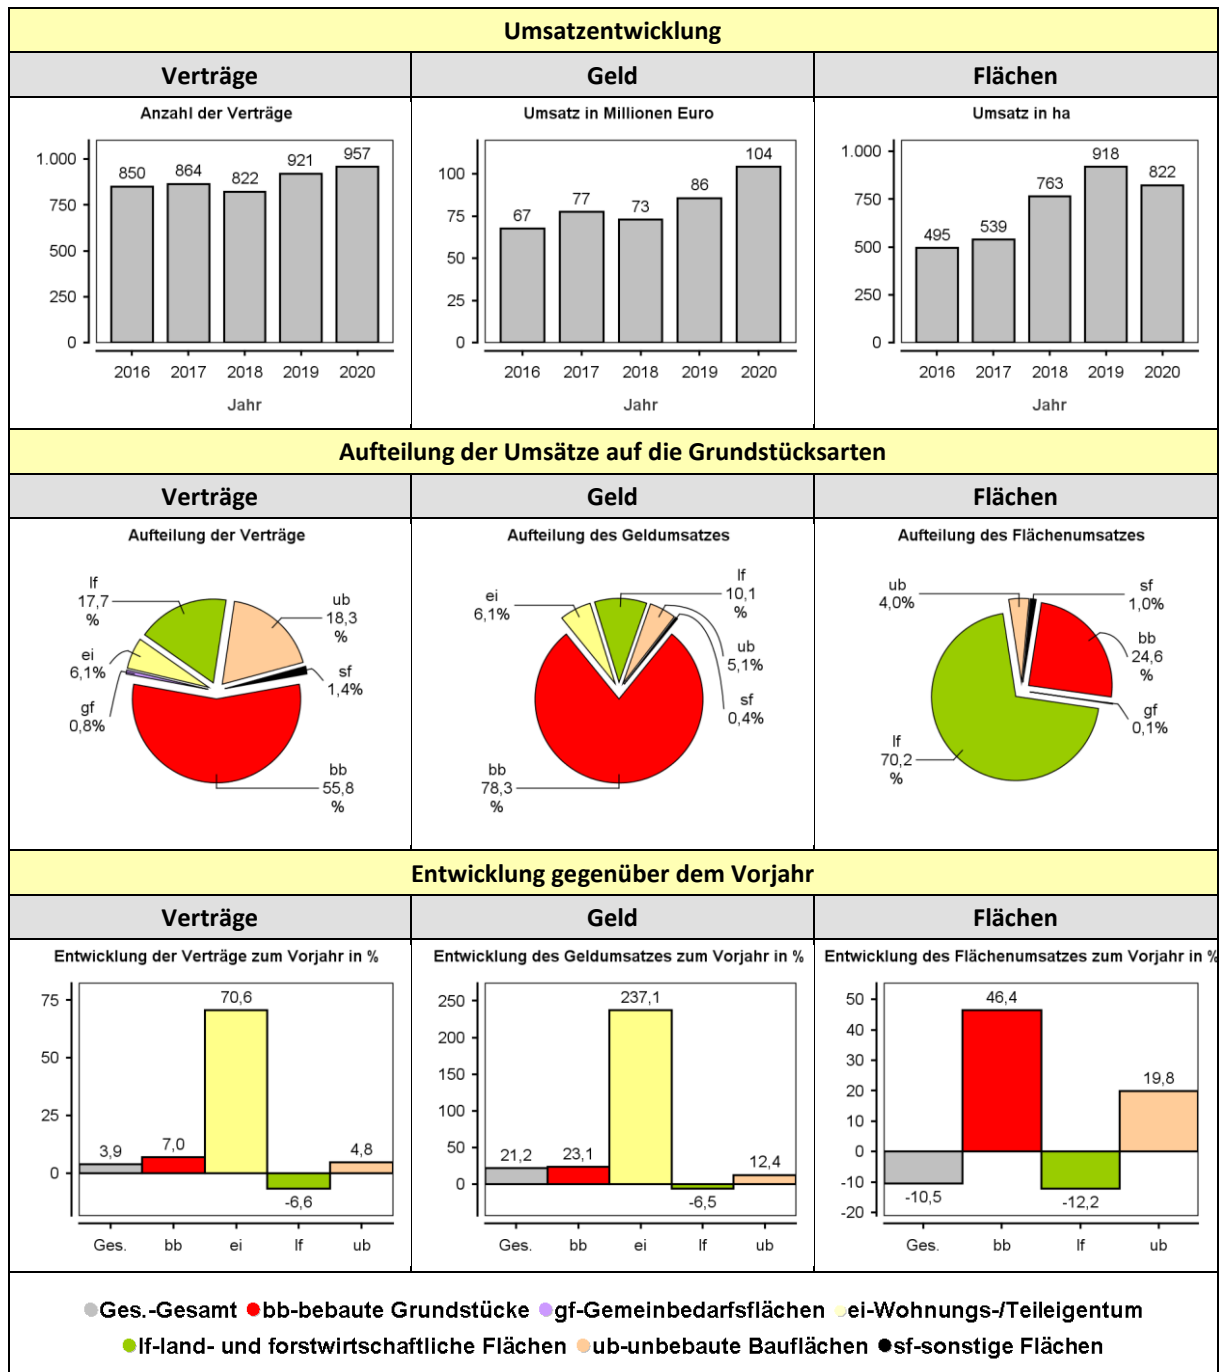 Umsatzentwicklung
Verträge
Geld
Flächen
Anzahl der Verträge
1.000
750
500
250
0
850
864
822
921
957
2016
2017
2018
2019
2020
Jahr
Umsatz in Millionen Euro
100
75
50
25
0
67
77
73
86
104
2016
2017
2018
2019
2020
Jahr
Umsatz in ha
1.000
750
500
250
0
495
539
763
918
822
2016
2017
2018
2019
2020
Jahr
Aufteilung der Umsätze auf die Grundstücksarten
Verträge
Geld
Flächen
Aufteilung der Verträge
lf
17,7
%
ub
18,3
%
ei
6,1%
sf
1,4%
gf
0,8%
bb
55,8
%
Aufteilung des Geldumsatzes
ei
6,1%
lf
10,1
%
ub
5,1%
sf
0,4%
bb
78,3
%
Aufteilung des Flächenumsatzes
ub
4,0%
sf
1,0%
bb
24,6
%
gf
0,1%
lf
70,2
%
Entwicklung gegenüber dem Vorjahr
Verträge
Geld
Flächen
Entwicklung der Verträge zum Vorjahr in %
75
50
25
0
3,9
7,0
70,6
-6,6
4,8
Ges.
bb
ei
lf
ub
Entwicklung des Geldumsatzes zum Vorjahr in %
250
200
150
100
50
0
21,2
23,1
237,1
-6,5
12,4
Ges.
bb
ei
lf
ub
Entwicklung des Flächenumsatzes zum Vorjahr in %
50
40
30
20
10
0
-10
-20
-10,5
46,4
-12,2
19,8
Ges.
bb
lf
ub
Ges.-Gesamt bb-bebaute Grundstücke gf-Gemeinbedarfsflächen ei-Wohnungs-/Teileigentum
lf-land- und forstwirtschaftliche Flächen ub-unbebaute Bauflächen sf-sonstige Flächen